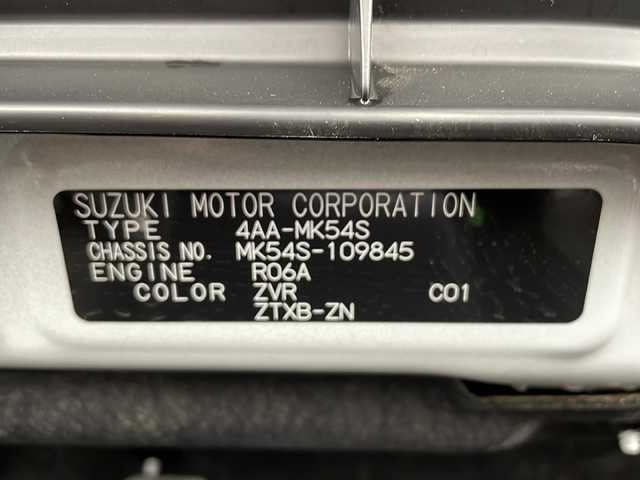 SUZUKI MOTOR CORPORATION
TYPE 4AA-MK54S
CHASSIS NO. MK54S-109845
ENGINE R06A
COLOR ZVR C01
ZTXB-ZN